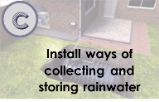 C
Install ways of
collecting and
storing rainwater